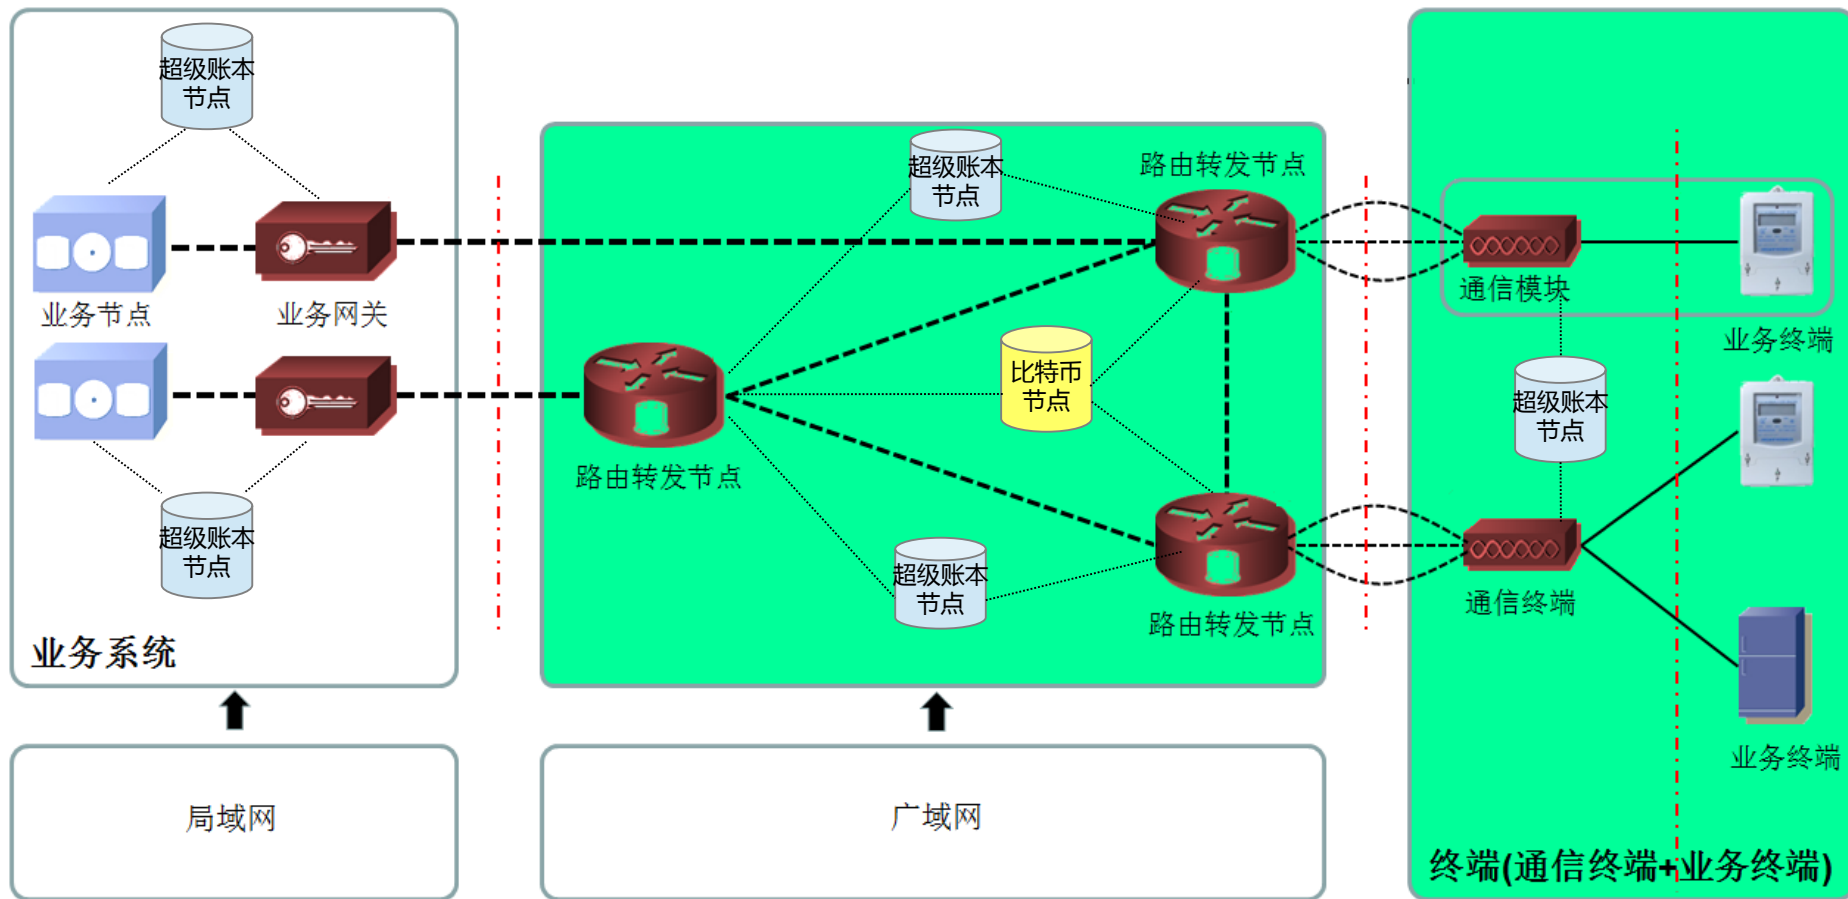 超级账本
节点
业务节点
业务网关
超级账本
节点
业务系统
局域网
超级账本
节点
路由转发节点
比特币
节点
路由转发节点
超级账本
节点
路由转发节点
广域网
通信模块
业务终端
超级账本
节点
通信终端
业务终端
终端(通信终端+业务终端)